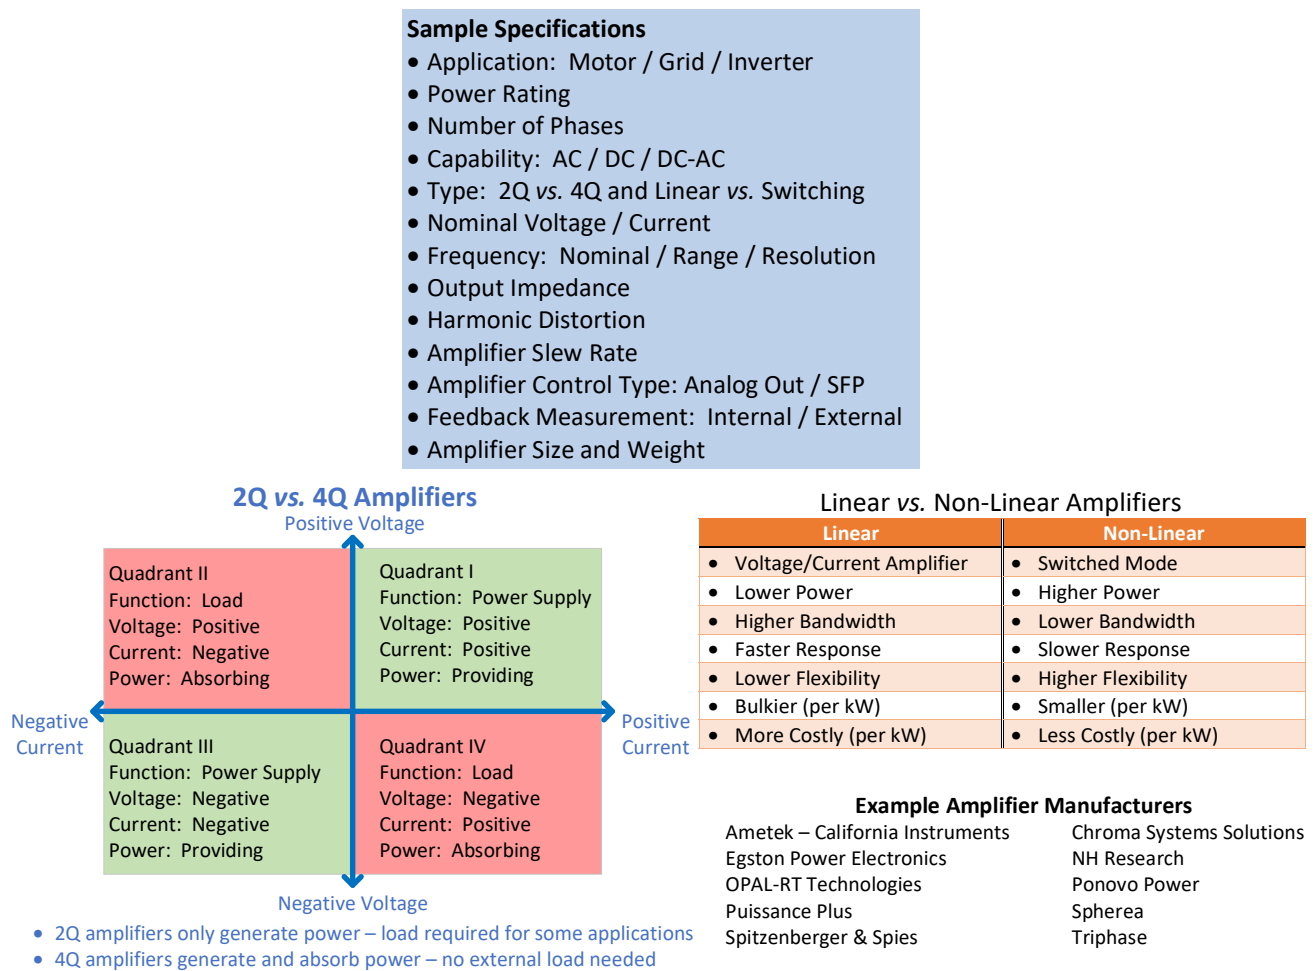 Sample Specifications
• Application: Motor / Grid / Inverter
• Power Rating
• Number of Phases
• Capability: AC / DC / DC-AC
• Type: 2Q vs. 4Q and Linear vs. Switching
• Nominal Voltage / Current
• Frequency: Nominal / Range / Resolution
• Output Impedance
• Harmonic Distortion
• Amplifier Slew Rate
• Amplifier Control Type: Analog Out / SFP
• Feedback Measurement: Internal / External
• Amplifier Size and Weight
2Q vs. 4Q Amplifiers
Positive Voltage
Quadrant II
Function: Load
Voltage: Positive
Current: Negative
Power: Absorbing
Quadrant I
Function: Power Supply
Voltage: Positive
Current: Positive
Power: Providing
Negative
Current
Positive
Current
Quadrant III
Function: Power Supply
Voltage: Negative
Current: Negative
Power: Providing
Quadrant IV
Function: Load
Voltage: Negative
Current: Positive
Power: Absorbing
Negative Voltage
• 2Q amplifiers only generate power – load required for some applications
• 4Q amplifiers generate and absorb power – no external load needed
Linear vs. Non-Linear Amplifiers
Linear Non-Linear
• Voltage/Current Amplifier • Switched Mode
• Lower Power • Higher Power
• Higher Bandwidth • Lower Bandwidth
• Faster Response • Slower Response
• Lower Flexibility • Higher Flexibility
• Bulkier (per kW) • Smaller (per kW)
• More Costly (per kW) • Less Costly (per kW)
Example Amplifier Manufacturers
Ametek – California Instruments
Egston Power Electronics
OPAL-RT Technologies
Puissance Plus
Spitzenberger & Spies
Chroma Systems Solutions
NH Research
Ponovo Power
Spherea
Triphase